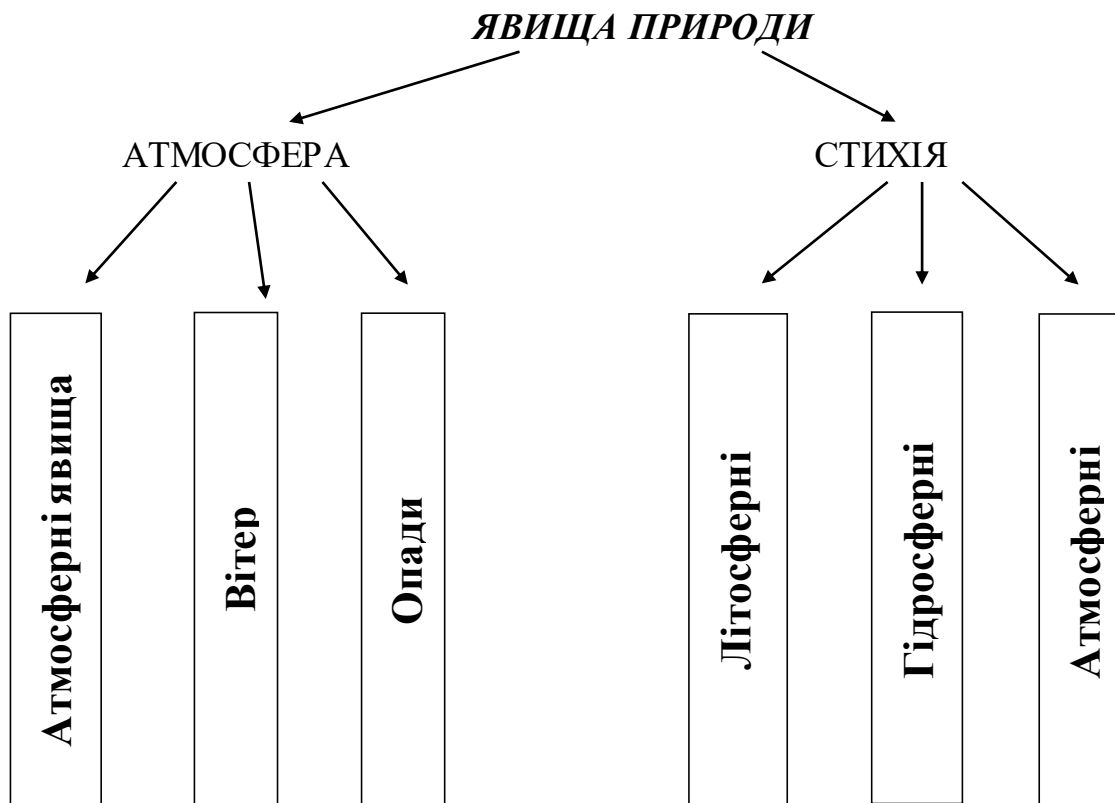 ЯВИЩА ПРИРОДИ
АТМОСФЕРА
СТИХІЯ
Атмосферні явища
Вітер
Опади
Літосферні
Гідросферні
Атмосферні